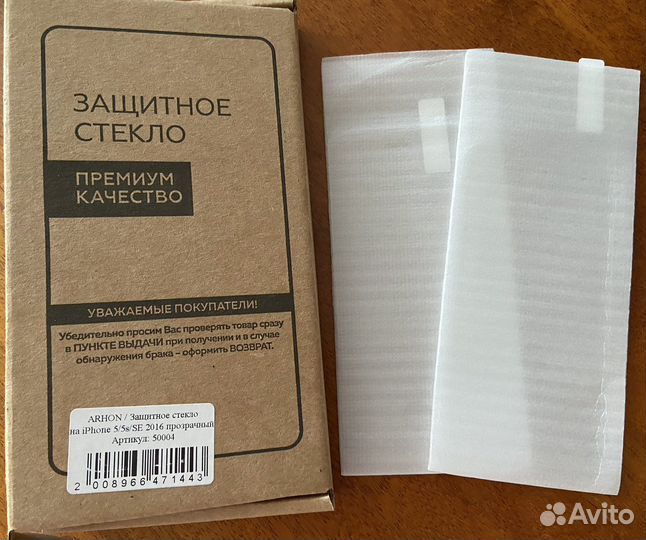 ЗАЩИТНОЕ
СТЕКЛО
ПРЕМИУМ
КАЧЕСТВО
УВАЖАЕМЫЕ ПОКУПАТЕЛИ!
Убедительно просим Вас проверять товар сразу
в ПУНКТЕ ВЫДАЧИ при получении и в случае
обнаружения брака – оформить ВОЗВРАТ.
ARHON / Защитное стекло
на iPhone 5/5s/SE 2016 прозрачный
Артикул: 50004
2 008966 471443
Avito